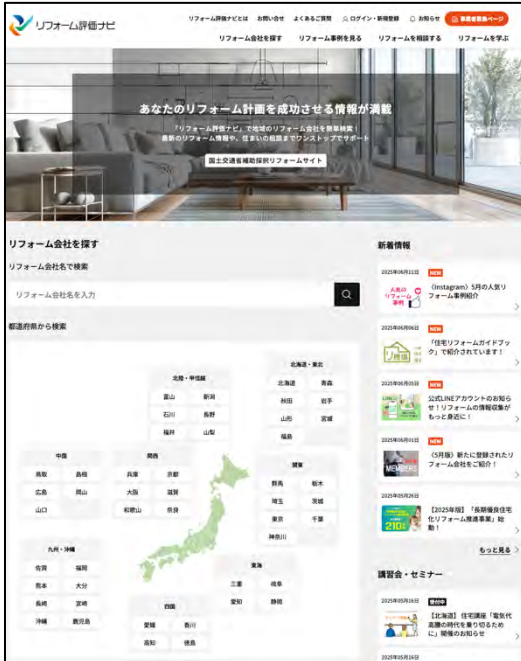 リフォーム評価ナビ
リフォーム評価ナビとは お問い合せ よくあるご質問 ログイン・新規登録 お知らせ 事業者募集ページ
リフォーム会社を探す リフォーム事例を見る リフォームを相談する リフォームを学ぶ
あなたのリフォーム計画を成功させる情報が満載
「リフォーム評価ナビ」で地域のリフォーム会社を簡単検索!
最新のリフォーム情報や、住まいの相談までワンストップでサポート
国土交通省補助採択リフォームサイト
リフォーム会社を探す
リフォーム会社名で検索
リフォーム会社名を入力
都道府県から検索
北海道・東北
北海道 青森
秋田 岩手
山形 宮城
福島
北陸・甲信越
富山 新潟
石川 長野
福井 山梨
中国
鳥取 島根
広島 岡山
山口
関西
兵庫 京都
大阪 滋賀
和歌山 奈良
関東
群馬 栃木
埼玉 茨城
東京 千葉
神奈川
九州・沖縄
佐賀 福岡
熊本 大分
長崎 宮崎
沖縄 鹿児島
東海
三重 岐阜
愛知 静岡
四国
愛媛 香川
高知 徳島
新着情報
NEW
人気の
リフォーム
事例
〈Instagram〉5月の人気リ
フォーム事例紹介
2025年06月06日 NEW
「住宅リフォームガイドブッ
ク」で紹介されています!
2025年06月05日 NEW
公式LINEアカウントのお知ら
せ!リフォームの情報収集が
もっと身近に!
2025年06月01日 NEW
MEMBERS
〈5月版〉新たに登録されたリ
フォーム会社をご紹介!
2025年05月26日
210
【2025年版】「長期優良住宅
化リフォーム推進事業」始
動!
もっと見る
講習会・セミナー
2025年05月16日 受付中
【北海道】住宅講座「電気代
高騰の時代を乗り切るため
に」開催のお知らせ
2025年05月16日